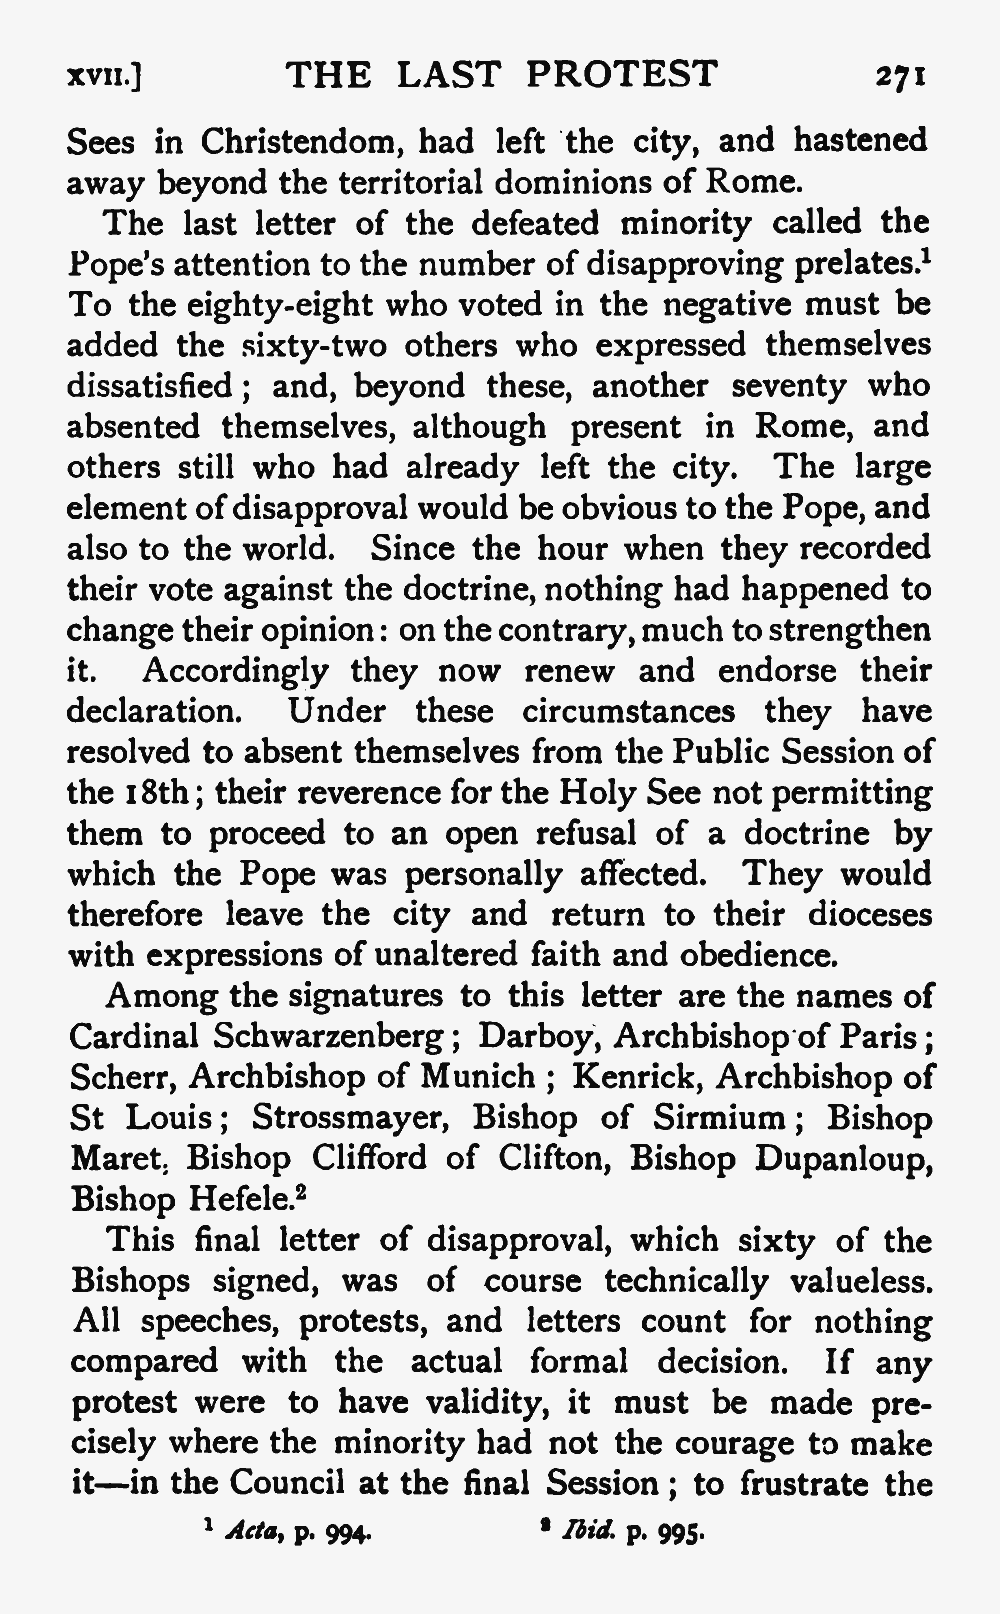 XVII.] THE LAST PROTEST 271
Sees in Christendom, had left the city, and hastened
away beyond the territorial dominions of Rome.
The last letter of the defeated minority called the
Pope's attention to the number of disapproving prelates.¹
To the eighty-eight who voted in the negative must be
added the sixty-two others who expressed themselves
dissatisfied; and, beyond these, another seventy who
absented themselves, although present in Rome, and
others still who had already left the city. The large
element of disapproval would be obvious to the Pope, and
also to the world. Since the hour when they recorded
their vote against the doctrine, nothing had happened to
change their opinion: on the contrary, much to strengthen
it. Accordingly they now renew and endorse their
declaration. Under these circumstances they have
resolved to absent themselves from the Public Session of
the 18th; their reverence for the Holy See not permitting
them to proceed to an open refusal of a doctrine by
which the Pope was personally affected. They would
therefore leave the city and return to their dioceses
with expressions of unaltered faith and obedience.
Among the signatures to this letter are the names of
Cardinal Schwarzenberg; Darboy, Archbishop of Paris;
Scherr, Archbishop of Munich; Kenrick, Archbishop of
St Louis; Strossmayer, Bishop of Sirmium; Bishop
Maret, Bishop Clifford of Clifton, Bishop Dupanloup,
Bishop Hefele.²
This final letter of disapproval, which sixty of the
Bishops signed, was of course technically valueless.
All speeches, protests, and letters count for nothing
compared with the actual formal decision. If any
protest were to have validity, it must be made pre-
cisely where the minority had not the courage to make
it—in the Council at the final Session; to frustrate the
¹ Acta, p. 994. ² Ibid. p. 995.